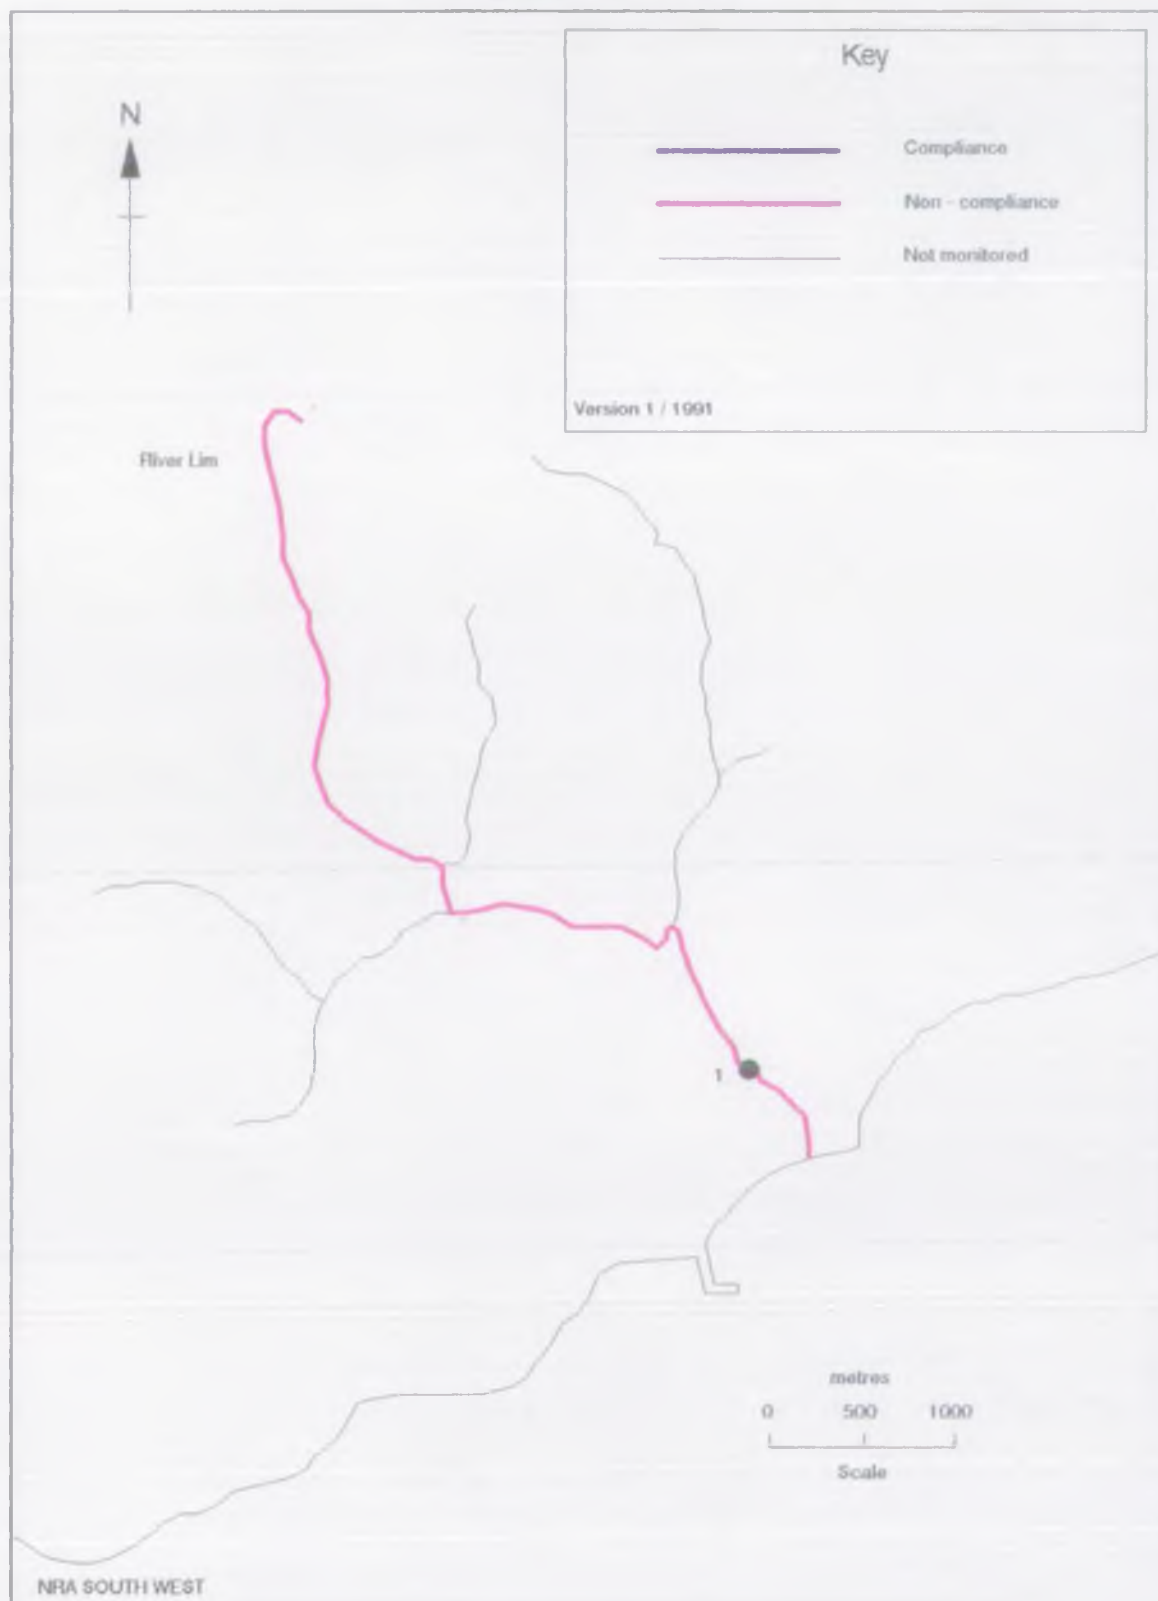 Key
N
Compliance
Non - compliance
Not monitored
Version 1 / 1991
River Lim
1
metres
0 500 1000
Scale
NRA SOUTH WEST